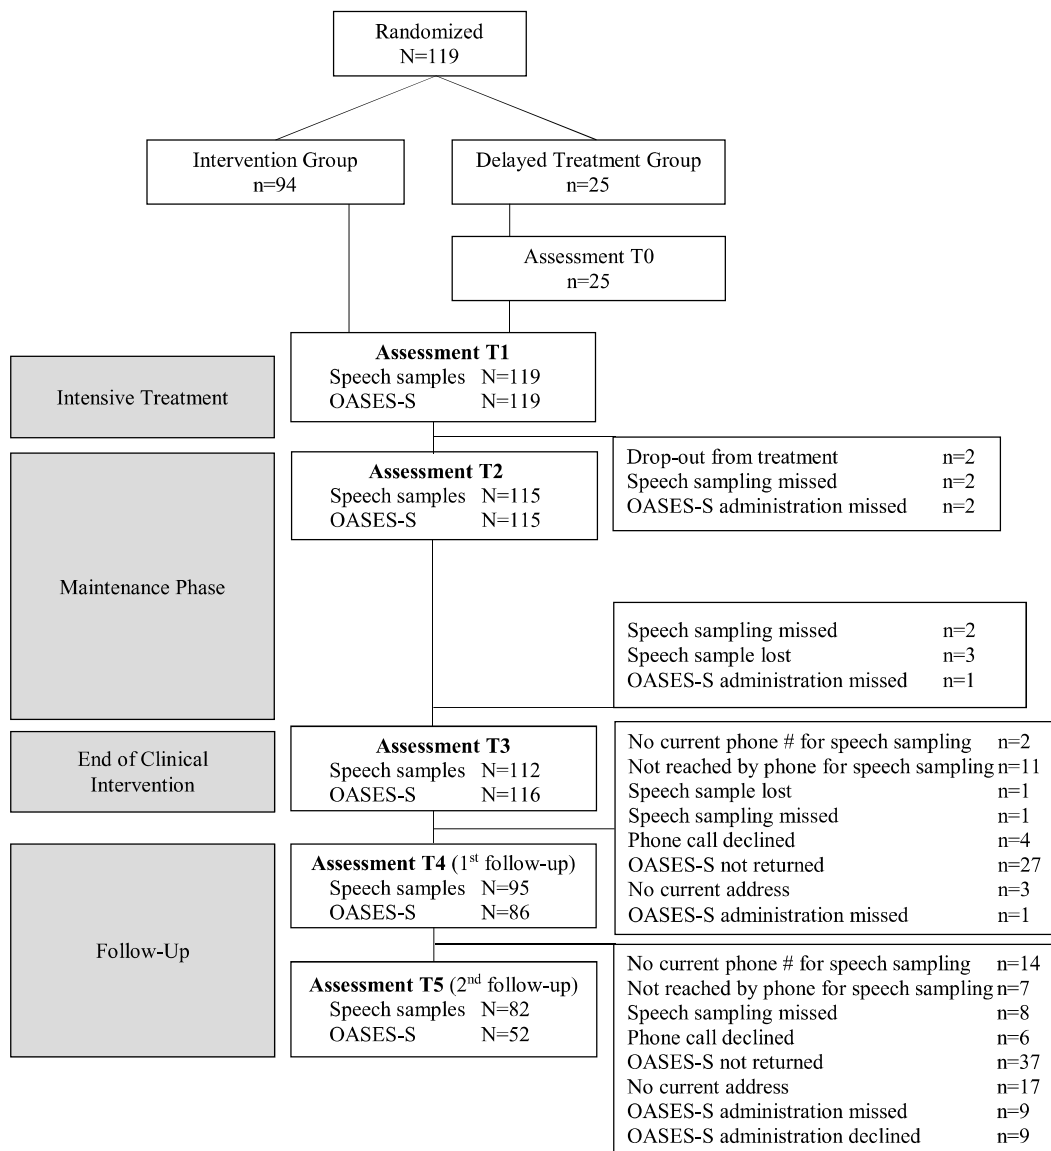 Randomized
N=119
Intervention Group
n=94
Delayed Treatment Group
n=25
Assessment T0
n=25
Assessment T1
Speech samples N=119
OASES-S N=119
Intensive Treatment
Drop-out from treatment n=2
Speech sampling missed n=2
OASES-S administration missed n=2
Assessment T2
Speech samples N=115
OASES-S N=115
Maintenance Phase
Speech sampling missed n=2
Speech sample lost n=3
OASES-S administration missed n=1
Assessment T3
Speech samples N=112
OASES-S N=116
End of Clinical
Intervention
No current phone # for speech sampling n=2
Not reached by phone for speech sampling n=11
Speech sample lost n=1
Speech sampling missed n=1
Phone call declined n=4
OASES-S not returned n=27
No current address n=3
OASES-S administration missed n=1
Assessment T4 (1st follow-up)
Speech samples N=95
OASES-S N=86
Follow-Up
Assessment T5 (2nd follow-up)
Speech samples N=82
OASES-S N=52
No current phone # for speech sampling n=14
Not reached by phone for speech sampling n=7
Speech sampling missed n=8
Phone call declined n=6
OASES-S not returned n=37
No current address n=17
OASES-S administration missed n=9
OASES-S administration declined n=9